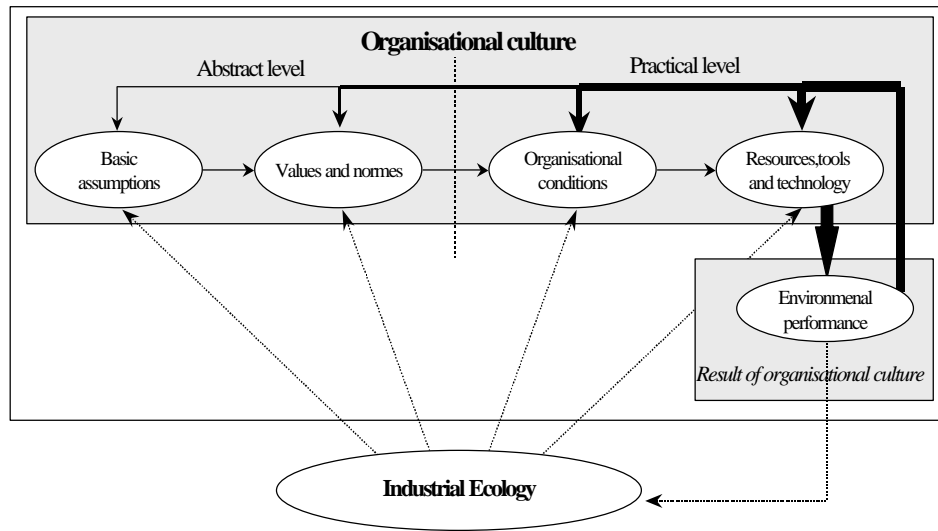 Organisational culture
Abstract level
Practical level
Basic
assumptions
Values and normes
Organisational
conditions
Resources,tools
and technology
Environmenal
performance
Result of organisational culture
Industrial Ecology